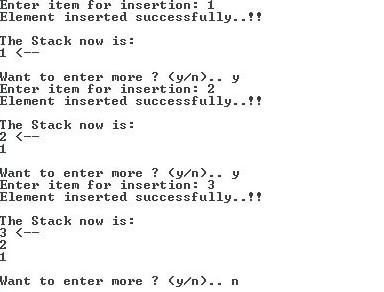 Enter item for insertion: 1
Element inserted successfully..!!
The Stack now is:
1 <--
Want to enter more ? (y/n).. y
Enter item for insertion: 2
Element inserted successfully..!!
The Stack now is:
2 <--
1
Want to enter more ? (y/n).. y
Enter item for insertion: 3
Element inserted successfully..!!
The Stack now is:
3 <--
2
1
Want to enter more ? (y/n).. n